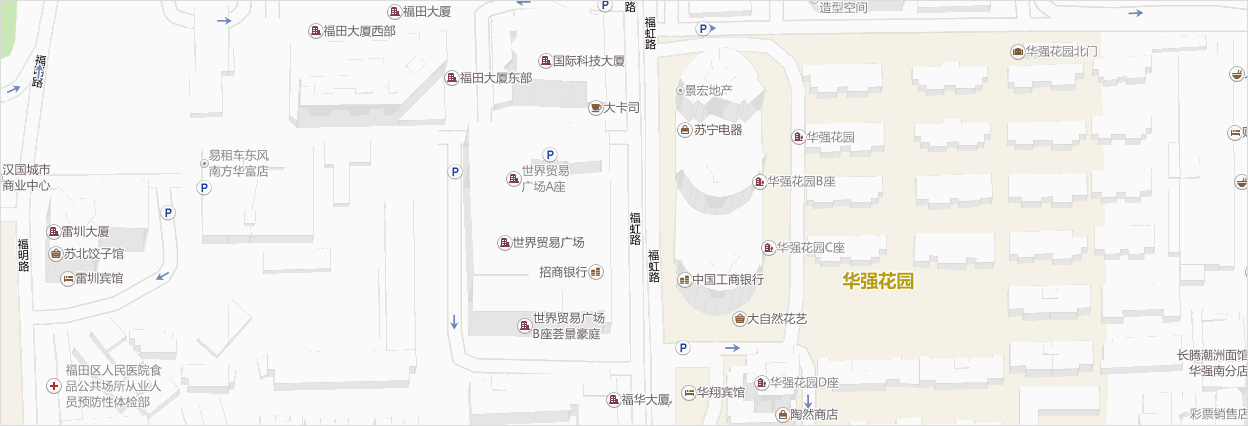 造型空间
福田大厦
福田大厦西部
福虹路
P
P
国际科技大厦
华强花园北门
福明路
福田大厦东部
景宏地产
大卡司
苏宁电器
华强花园
易租车东风
南方华富店
P
汉国城市
商业中心
P
世界贸易
广场A座
P
华强花园B座
P
雷圳大厦
苏北饺子馆
雷圳宾馆
福明路
世界贸易广场
招商银行
福虹路
福虹路
华强花园C座
中国工商银行
华强花园
世界贸易广场
B座荟景豪庭
大自然花艺
P
福田区人民医院食
品公共场所从业人
员预防性体检部
长腾潮洲面馆
华强南分店
华强花园D座
华翔宾馆
福华大厦
陶然商店
彩票销售店